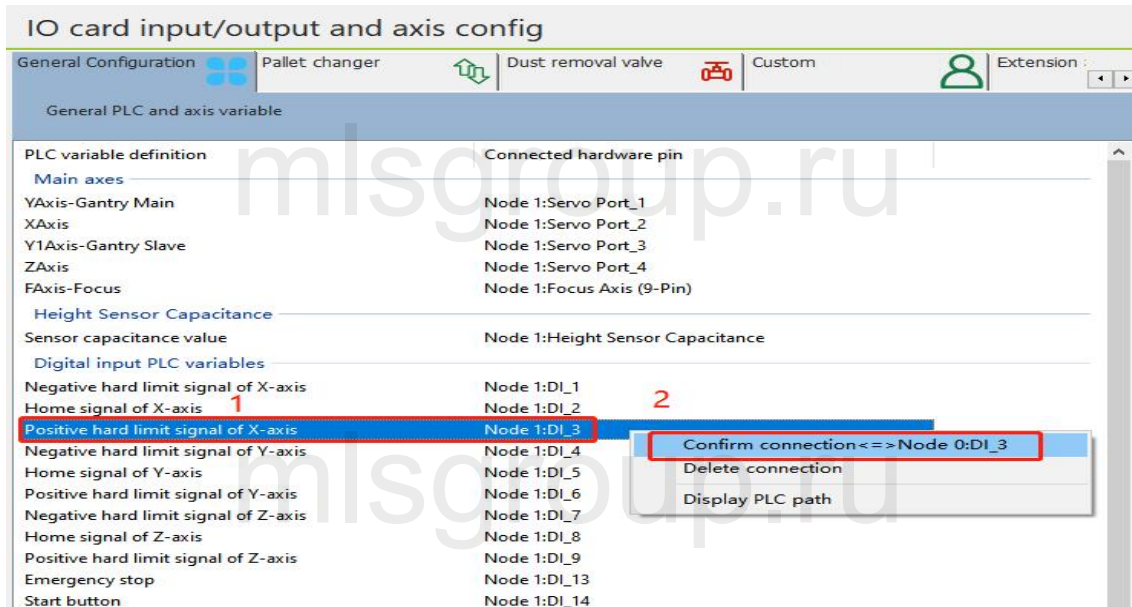 IO card input/output and axis config
General Configuration Pallet changer Dust removal valve Custom Extension
General PLC and axis variable
PLC variable definition Connected hardware pin
Main axes
YAxis-Gantry Main Node 1:Servo Port_1
XAxis Node 1:Servo Port_2
Y1Axis-Gantry Slave Node 1:Servo Port_3
ZAxis Node 1:Servo Port_4
FAxis-Focus Node 1:Focus Axis (9-Pin)
Height Sensor Capacitance
Sensor capacitance value Node 1:Height Sensor Capacitance
Digital input PLC variables
Negative hard limit signal of X-axis Node 1:DI_1
Home signal of X-axis 1 Node 1:DI_2 2
Positive hard limit signal of X-axis Node 1:DI_3
Confirm connection<=>Node 0:DI_3
Negative hard limit signal of Y-axis Node 1:DI_4
Delete connection
Home signal of Y-axis Node 1:DI_5
Display PLC path
Positive hard limit signal of Y-axis Node 1:DI_6
Negative hard limit signal of Z-axis Node 1:DI_7
Home signal of Z-axis Node 1:DI_8
Positive hard limit signal of Z-axis Node 1:DI_9
Emergency stop Node 1:DI_13
Start button Node 1:DI_14
mlsgroup.ru
mlsgroup.ru